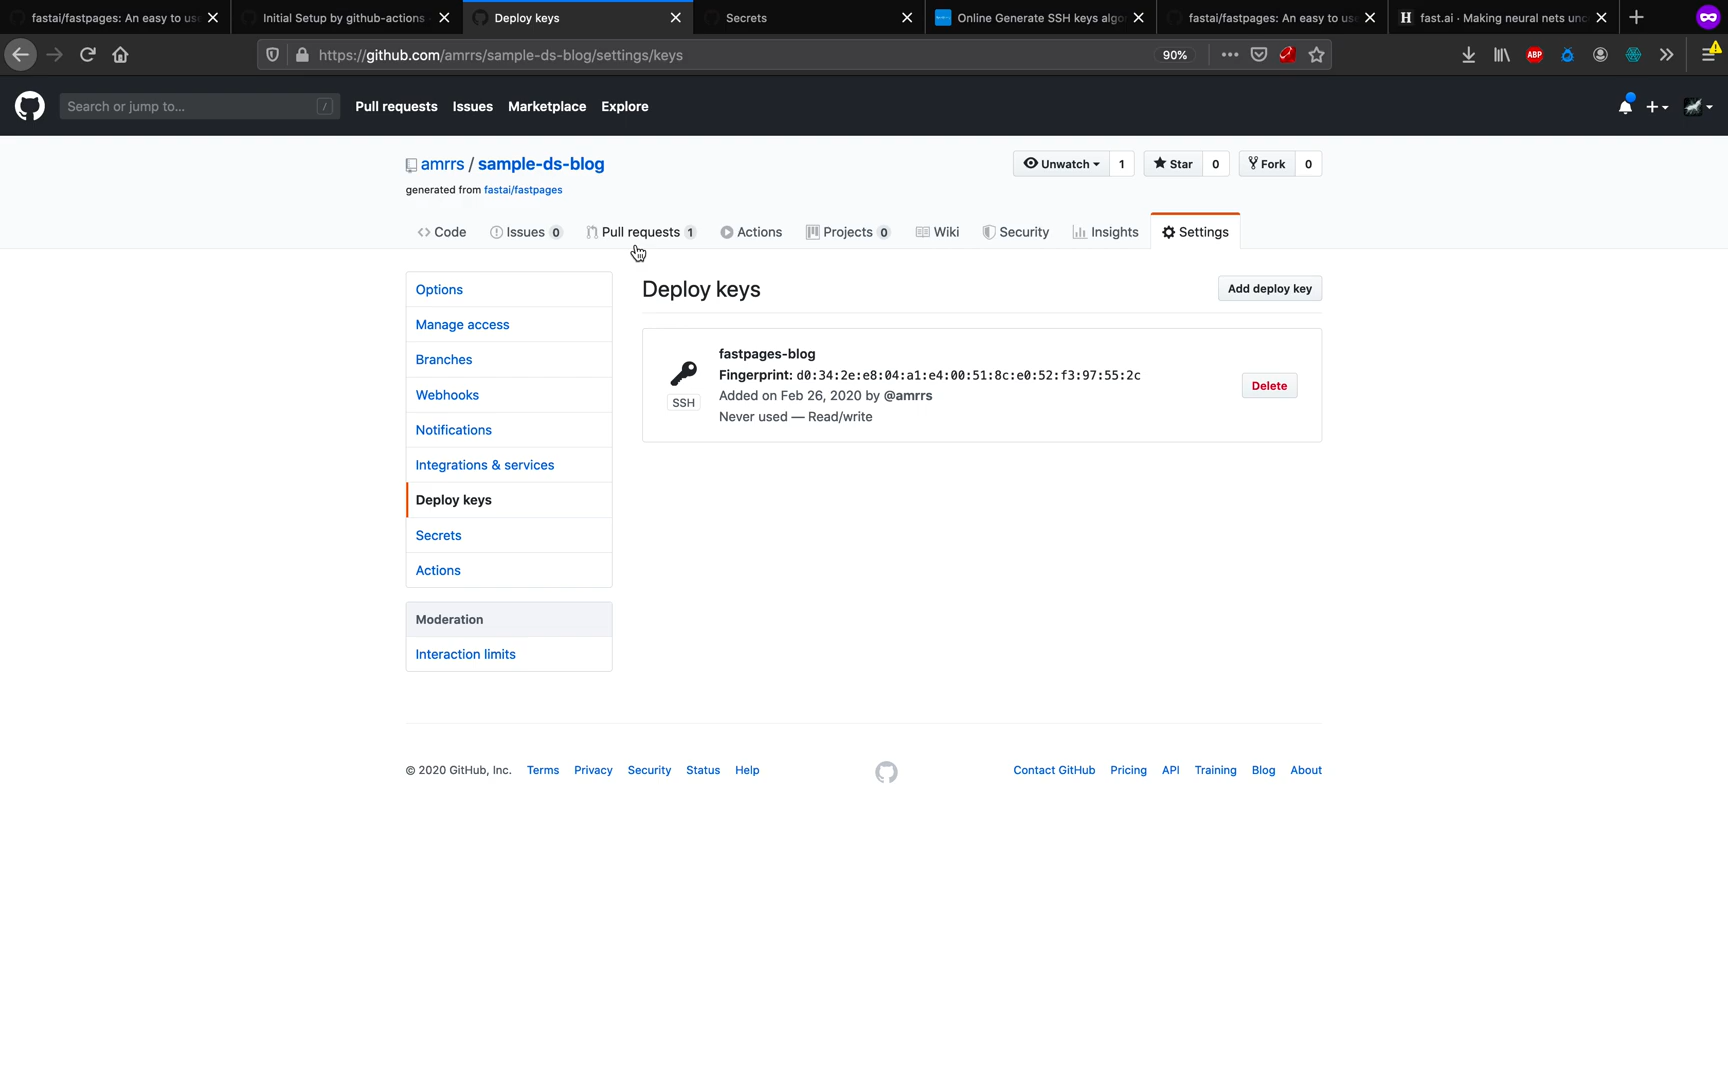 fastai/fastpages: An easy to us
Initial Setup by github-actions
Deploy keys
Secrets
Online Generate SSH keys algo
fastai/fastpages: An easy to us
H fast.ai · Making neural nets unc
https://github.com/amrrs/sample-ds-blog/settings/keys
90%
ABP
Search or jump to...
/
Pull requests
Issues
Marketplace
Explore
amrrs / sample-ds-blog
Unwatch 1
Star 0
Fork 0
generated from fastai/fastpages
Code
Issues 0
Pull requests 1
Actions
Projects 0
Wiki
Security
Insights
Settings
Options
Manage access
Branches
Webhooks
Notifications
Integrations & services
Deploy keys
Secrets
Actions
Moderation
Interaction limits
Deploy keys
Add deploy key
SSH
fastpages-blog
Fingerprint: d0:34:2e:e8:04:a1:e4:00:51:8c:e0:52:f3:97:55:2c
Added on Feb 26, 2020 by @amrrs
Never used — Read/write
Delete
© 2020 GitHub, Inc.
Terms
Privacy
Security
Status
Help
Contact GitHub
Pricing
API
Training
Blog
About